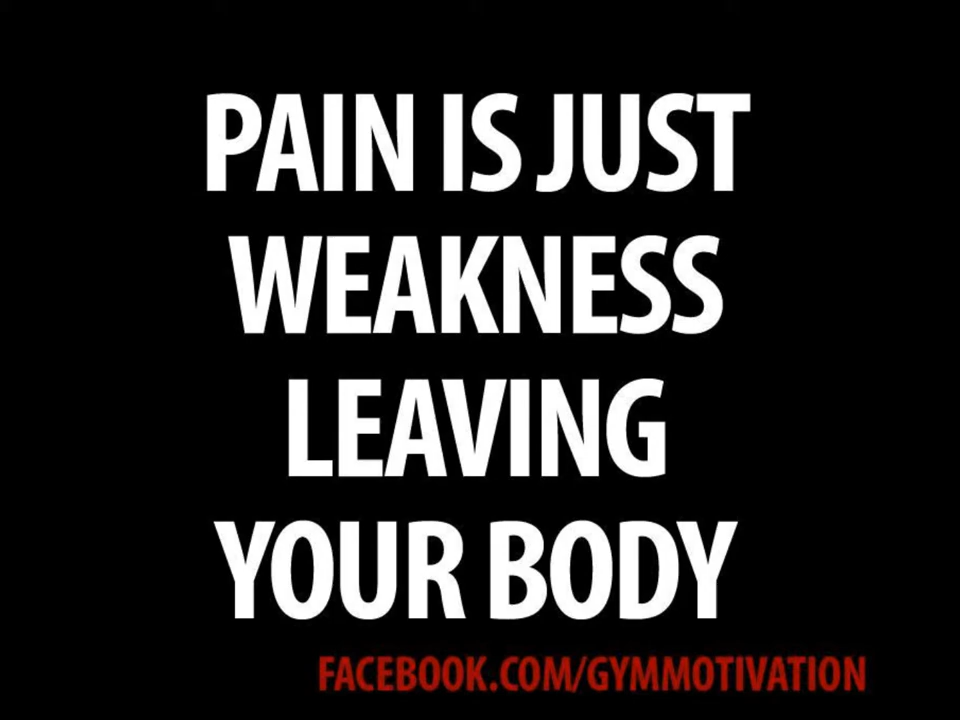 PAIN IS JUST
WEAKNESS
LEAVING
YOUR BODY
FACEBOOK.COM/GYMMOTIVATION